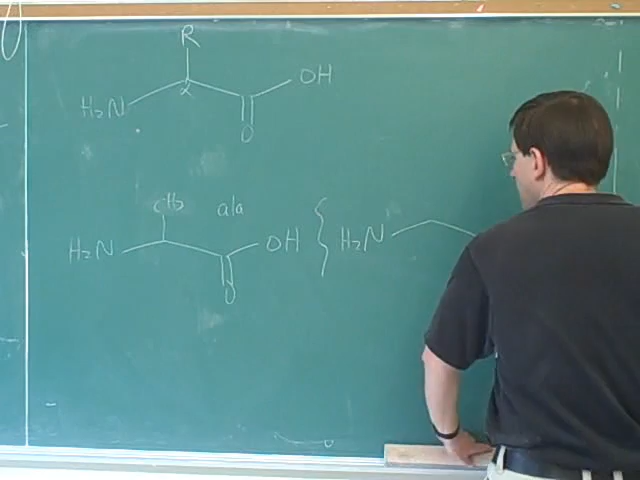 R
H₂N α OH
O
CH₃ ala
H₂N OH H₂N
O